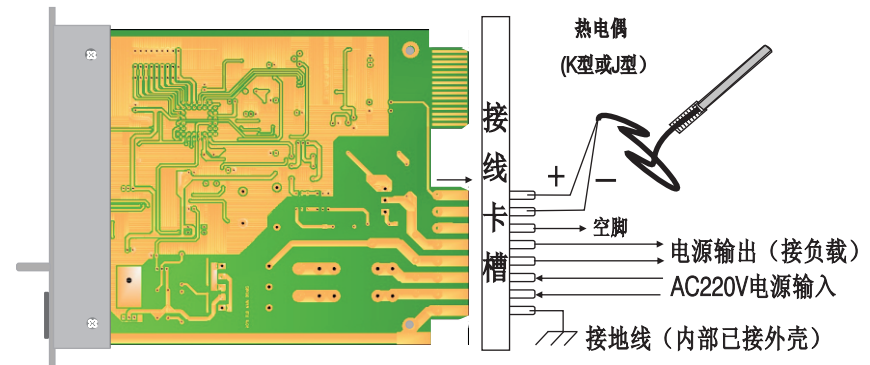 热电偶
(K型或J型)
接线卡槽
+ −
空脚
电源输出(接负载)
AC220V电源输入
接地线(内部已接外壳)